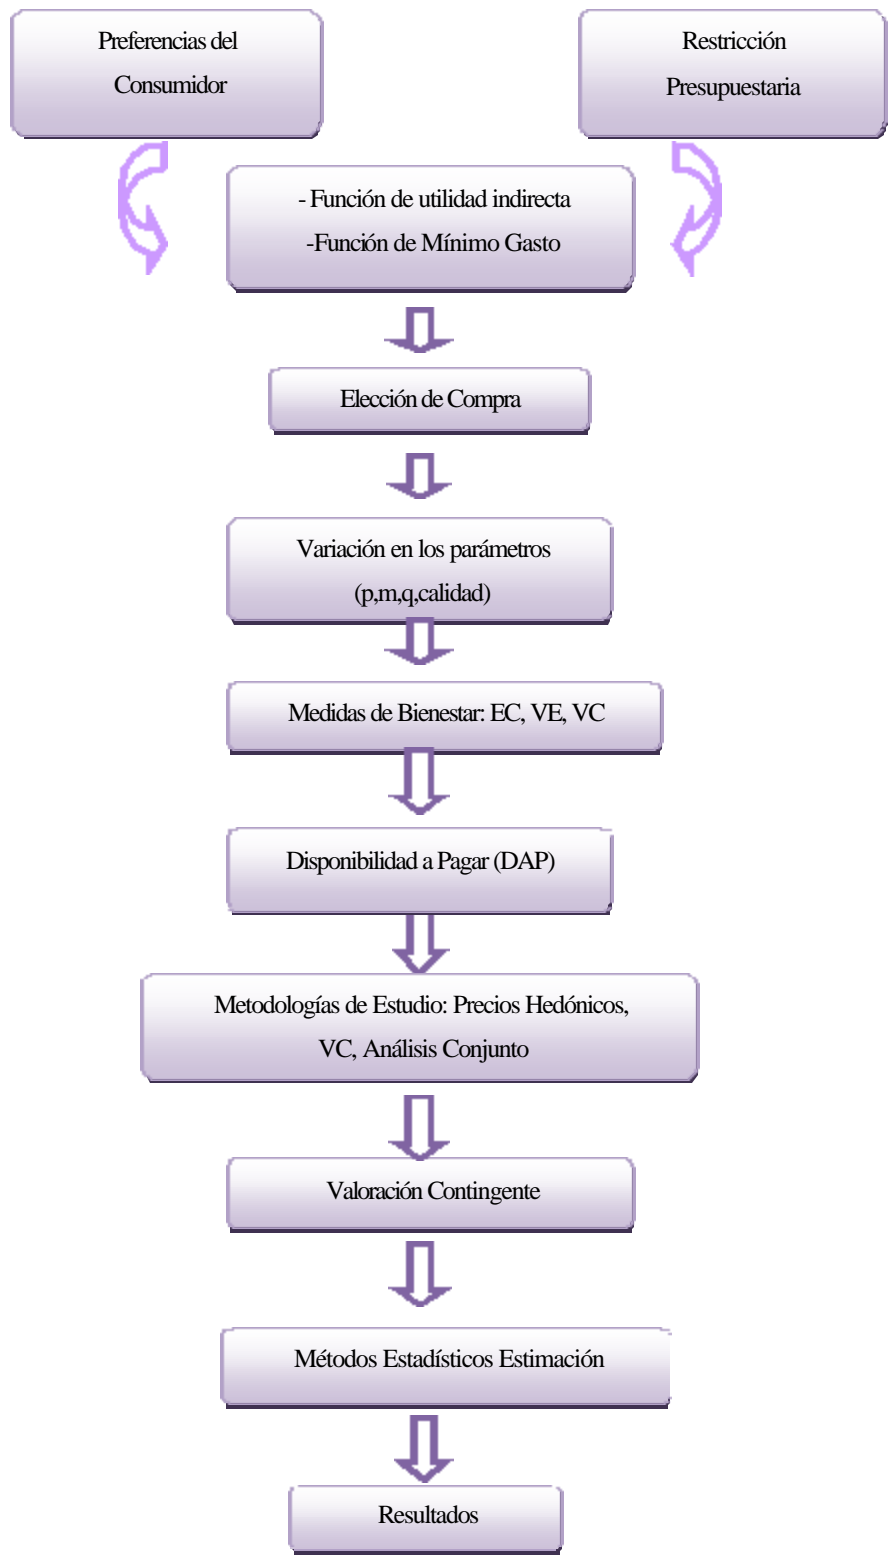 Preferencias del
Consumidor
Restricción
Presupuestaria
- Función de utilidad indirecta
-Función de Mínimo Gasto
Elección de Compra
Variación en los parámetros
(p,m,q,calidad)
Medidas de Bienestar: EC, VE, VC
Disponibilidad a Pagar (DAP)
Metodologías de Estudio: Precios Hedónicos,
VC, Análisis Conjunto
Valoración Contingente
Métodos Estadísticos Estimación
Resultados